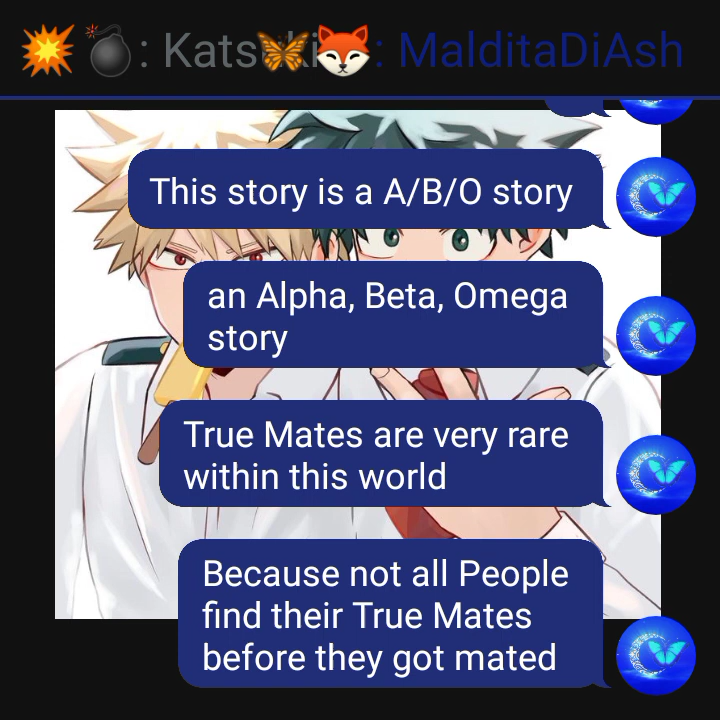 💥💣: Katsuki🦋🦊: MalditaDiAsh
This story is a A/B/O story
an Alpha, Beta, Omega
story
True Mates are very rare
within this world
Because not all People
find their True Mates
before they got mated